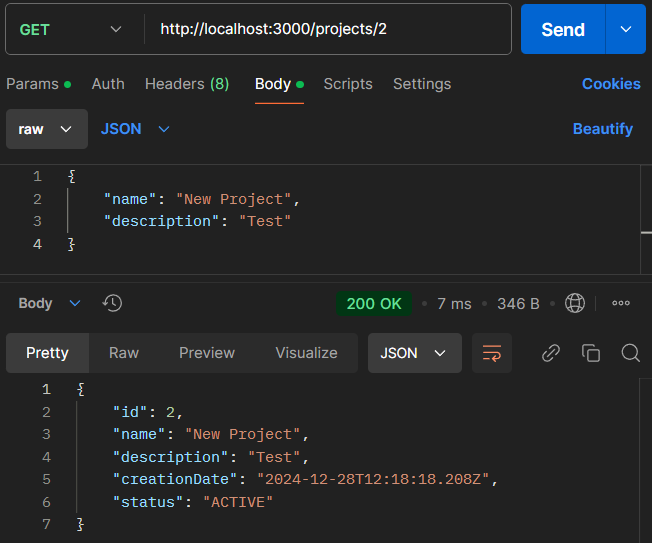 GET http://localhost:3000/projects/2 Send
Params Auth Headers (8) Body Scripts Settings Cookies
raw JSON Beautify
1 {
2 "name": "New Project",
3 "description": "Test"
4 }
Body 200 OK 7 ms 346 B
Pretty Raw Preview Visualize JSON
1 {
2 "id": 2,
3 "name": "New Project",
4 "description": "Test",
5 "creationDate": "2024-12-28T12:18:18.208Z",
6 "status": "ACTIVE"
7 }